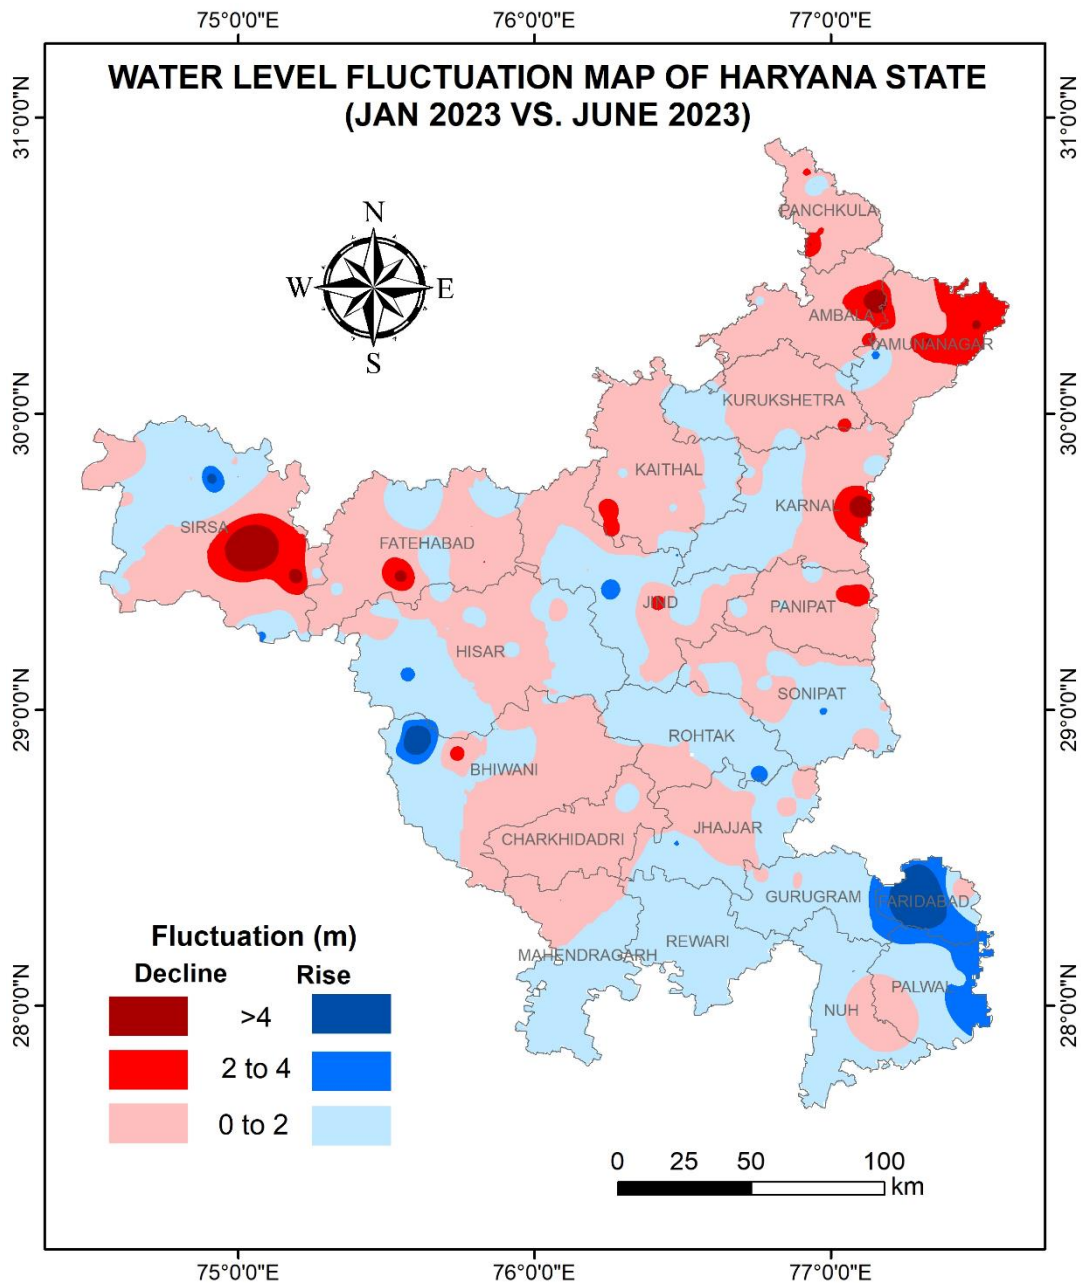 75°0'0"E 76°0'0"E 77°0'0"E
WATER LEVEL FLUCTUATION MAP OF HARYANA STATE
(JAN 2023 VS. JUNE 2023)
31°0'0"N 31°0'0"N
N
W E
S
PANCHKULA
AMBALA
YAMUNANAGAR
30°0'0"N 30°0'0"N
KURUKSHETRA
KAITHAL
KARNAL
SIRSA
FATEHABAD
JIND
PANIPAT
HISAR
SONIPAT
29°0'0"N 29°0'0"N
ROHTAK
BHIWANI
JHAJJAR
CHARKHIDADRI
GURUGRAM
FARIDABAD
REWARI
MAHENDRAGARH
PALWAL
NUH
28°0'0"N 28°0'0"N
Fluctuation (m)
Decline Rise
>4
2 to 4
0 to 2
0 25 50 100
km
75°0'0"E 76°0'0"E 77°0'0"E